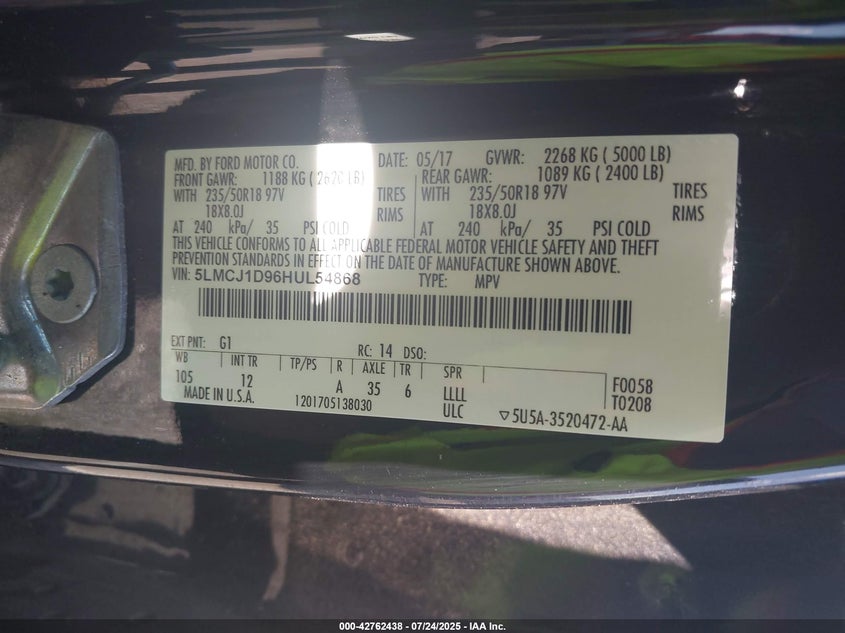 MFD. BY FORD MOTOR CO. DATE: 05/17 GVWR: 2268 KG ( 5000 LB)
FRONT GAWR: 1188 KG ( 2620 LB) REAR GAWR: 1089 KG ( 2400 LB)
WITH 235/50R18 97V TIRES WITH 235/50R18 97V TIRES
18X8.0J RIMS 18X8.0J RIMS
AT 240 kPa/ 35 PSI COLD AT 240 kPa/ 35 PSI COLD
THIS VEHICLE CONFORMS TO ALL APPLICABLE FEDERAL MOTOR VEHICLE SAFETY AND THEFT
PREVENTION STANDARDS IN EFFECT ON THE DATE OF MANUFACTURE SHOWN ABOVE.
VIN: 5LMCJ1D96HUL54868 TYPE: MPV
EXT PNT: G1 RC: 14 DSO:
WB INT TR TP/PS R AXLE TR SPR
105 12 A 35 6 LLLL F0058
MADE IN U.S.A. 1201705138030 ULC T0208
▽5U5A-3520472-AA
000-42762438 - 07/24/2025 - IAA Inc.